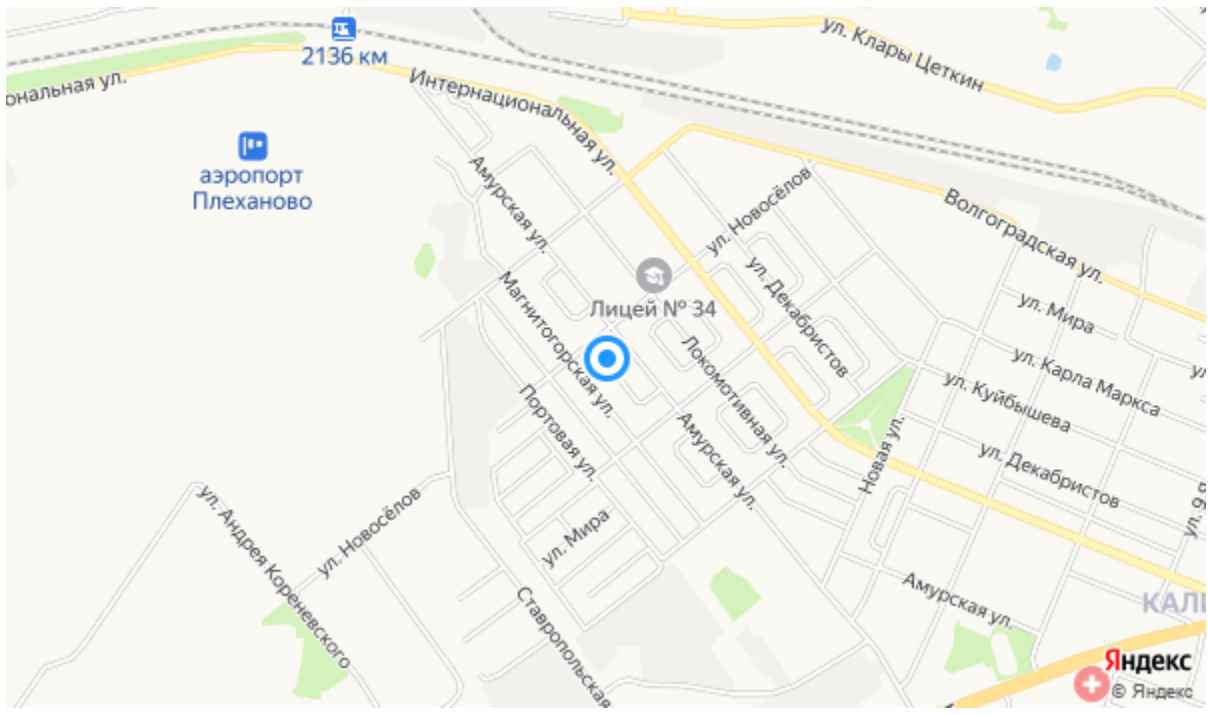 ул. Клары Цеткин
2136 км
ональная ул.
Интернациональная ул.
аэропорт
Плеханово
Амурская ул.
ул. Новосёлов
Волгоградская ул.
Лицей № 34
ул. Декабристов
Магнитогорская ул.
Локомотивная ул.
ул. Мира
ул. Карла Маркса
ул. Куйбышева
Портовая ул.
Амурская ул.
Новая ул.
ул. Декабристов
ул. Андрея Кореневского
ул. Новосёлов
ул. Мира
Ставропольская
Амурская ул.
КАЛИ
Яндекс
© Яндекс